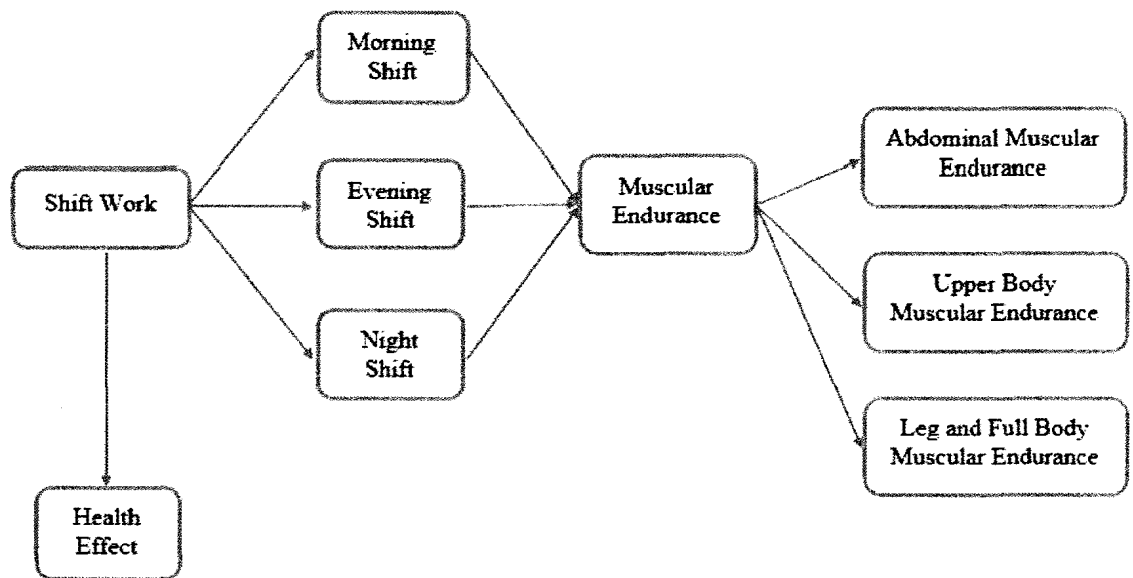 Shift Work
Health
Effect
Morning
Shift
Evening
Shift
Night
Shift
Muscular
Endurance
Abdominal Muscular
Endurance
Upper Body
Muscular Endurance
Leg and Full Body
Muscular Endurance